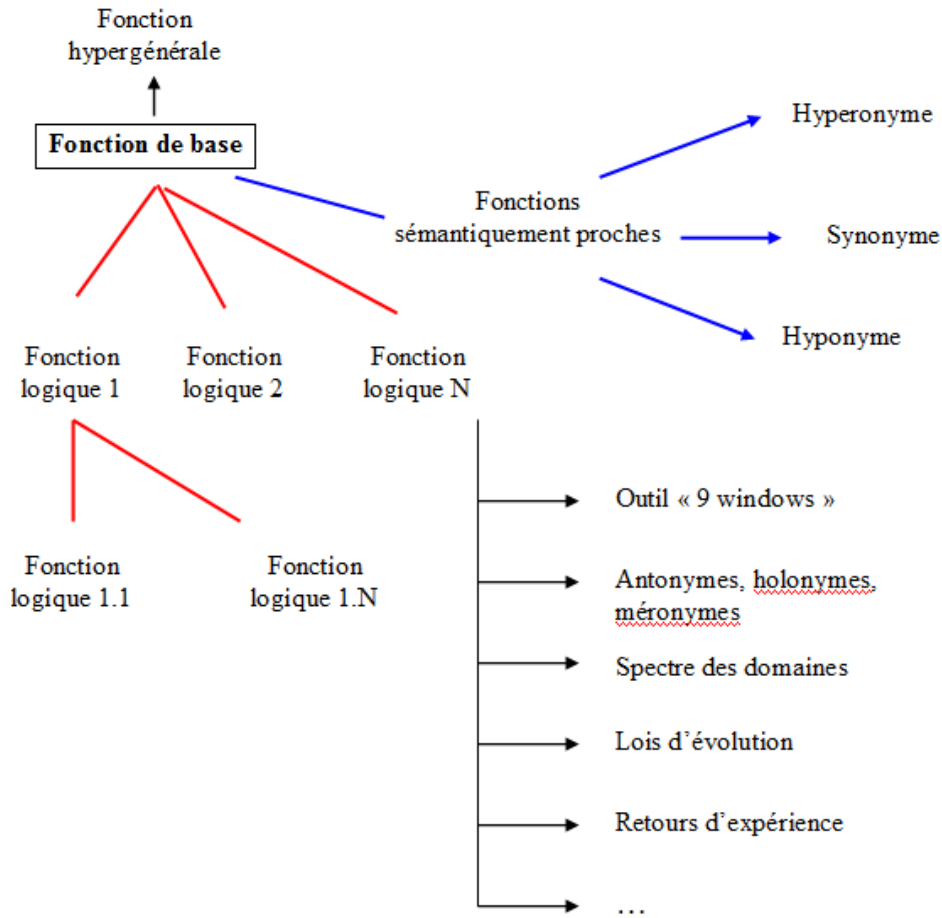 Fonction
hypergénérale
Fonction de base
Hyperonyme
Fonctions
sémantiquement proches
Synonyme
Hyponyme
Fonction
logique 1
Fonction
logique 2
Fonction
logique N
Outil « 9 windows »
Fonction
logique 1.1
Fonction
logique 1.N
Antonymes, holonymes,
méronymes
Spectre des domaines
Lois d’évolution
Retours d’expérience
…